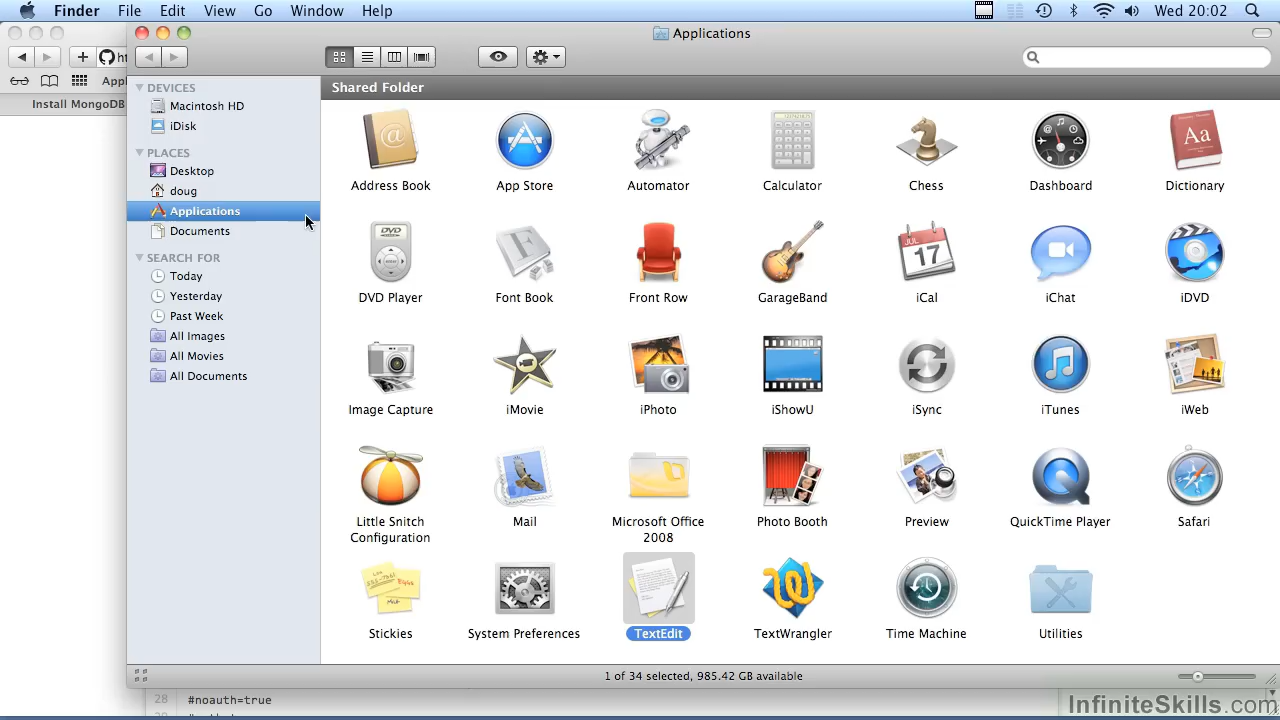 Finder File Edit View Go Window Help
Wed 20:02
Applications
Install MongoDB
DEVICES
Macintosh HD
iDisk
PLACES
Desktop
doug
Applications
Documents
SEARCH FOR
Today
Yesterday
Past Week
All Images
All Movies
All Documents
Shared Folder
Address Book
App Store
Automator
Calculator
Chess
Dashboard
Dictionary
DVD Player
Font Book
Front Row
GarageBand
iCal
iChat
iDVD
Image Capture
iMovie
iPhoto
iShowU
iSync
iTunes
iWeb
Little Snitch
Configuration
Mail
Microsoft Office
2008
Photo Booth
Preview
QuickTime Player
Safari
Stickies
System Preferences
TextEdit
TextWrangler
Time Machine
Utilities
1 of 34 selected, 985.42 GB available
28 #noauth=true
InfiniteSkills.com